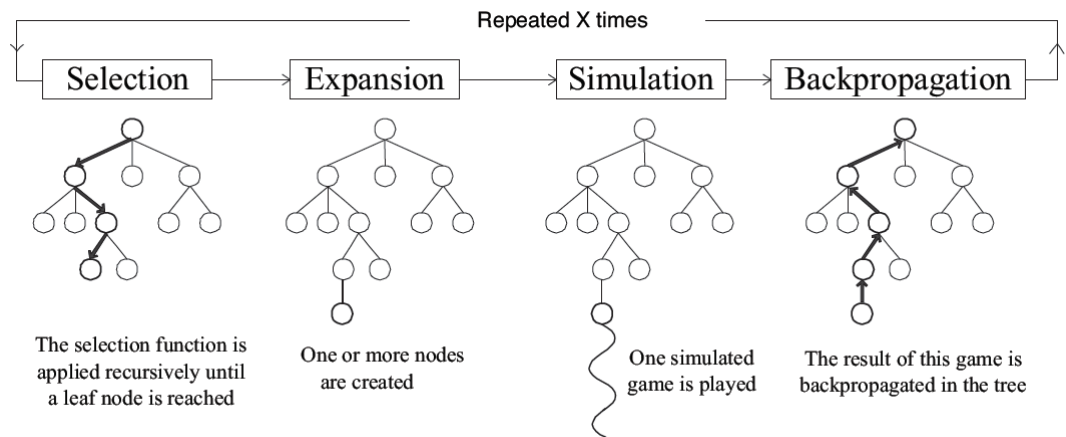 Repeated X times
Selection
Expansion
Simulation
Backpropagation
The selection function is
applied recursively until
a leaf node is reached
One or more nodes
are created
One simulated
game is played
The result of this game is
backpropagated in the tree